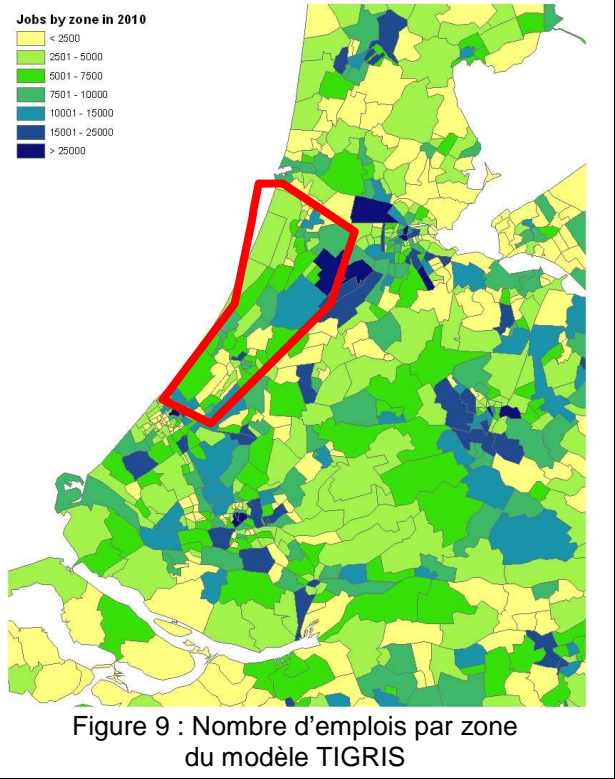 Jobs by zone in 2010
< 2500
2501 - 5000
5001 - 7500
7501 - 10000
10001 - 15000
15001 - 25000
> 25000
Figure 9 : Nombre d’emplois par zone
du modèle TIGRIS